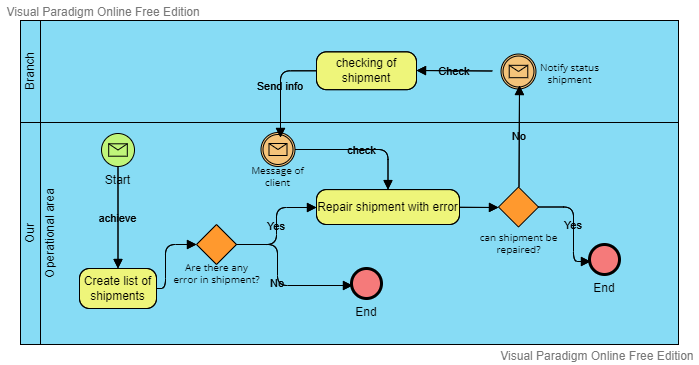 Visual Paradigm Online Free Edition
Branch
checking of
shipment
Check
Notify status
shipment
Send info
No
Our
Operational area
Start
Message of
client
check
achieve
Repair shipment with error
Yes
Yes
can shipment be
repaired?
Are there any
error in shipment?
Create list of
shipments
No
End
End
Visual Paradigm Online Free Edition